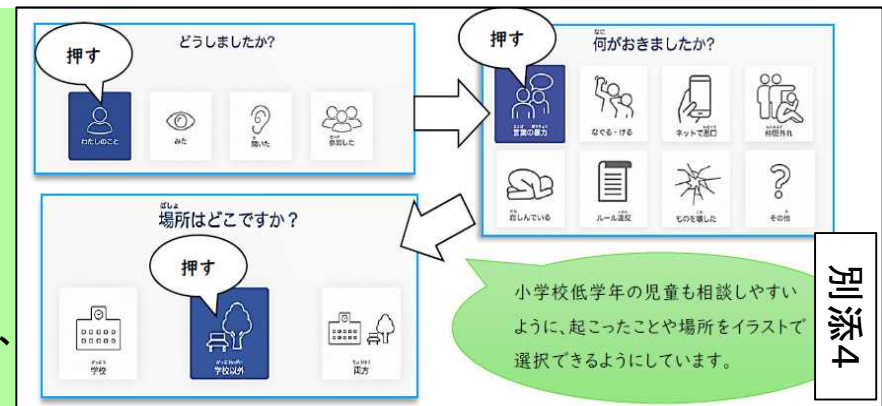 押す
どうしましたか?
わたしのこと
みた
聞いた
参加した
押す
何がおきましたか?
言葉の暴力
なぐる・ける
ネットで悪口
仲間外れ
悲しんでいる
ルール違反
ものを壊した
その他
場所はどこですか?
押す
学校
学校以外
両方
小学校低学年の児童も相談しやすい
ように、起こったことや場所をイラストで
選択できるようにしています。
別添4
、